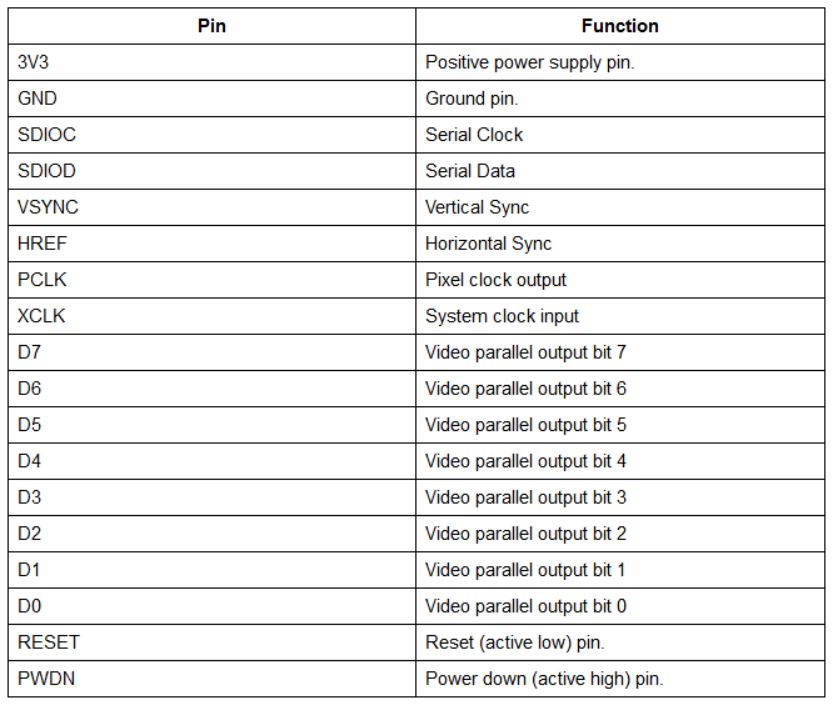 Pin Function
3V3 Positive power supply pin.
GND Ground pin.
SDIOC Serial Clock
SDIOD Serial Data
VSYNC Vertical Sync
HREF Horizontal Sync
PCLK Pixel clock output
XCLK System clock input
D7 Video parallel output bit 7
D6 Video parallel output bit 6
D5 Video parallel output bit 5
D4 Video parallel output bit 4
D3 Video parallel output bit 3
D2 Video parallel output bit 2
D1 Video parallel output bit 1
D0 Video parallel output bit 0
RESET Reset (active low) pin.
PWDN Power down (active high) pin.